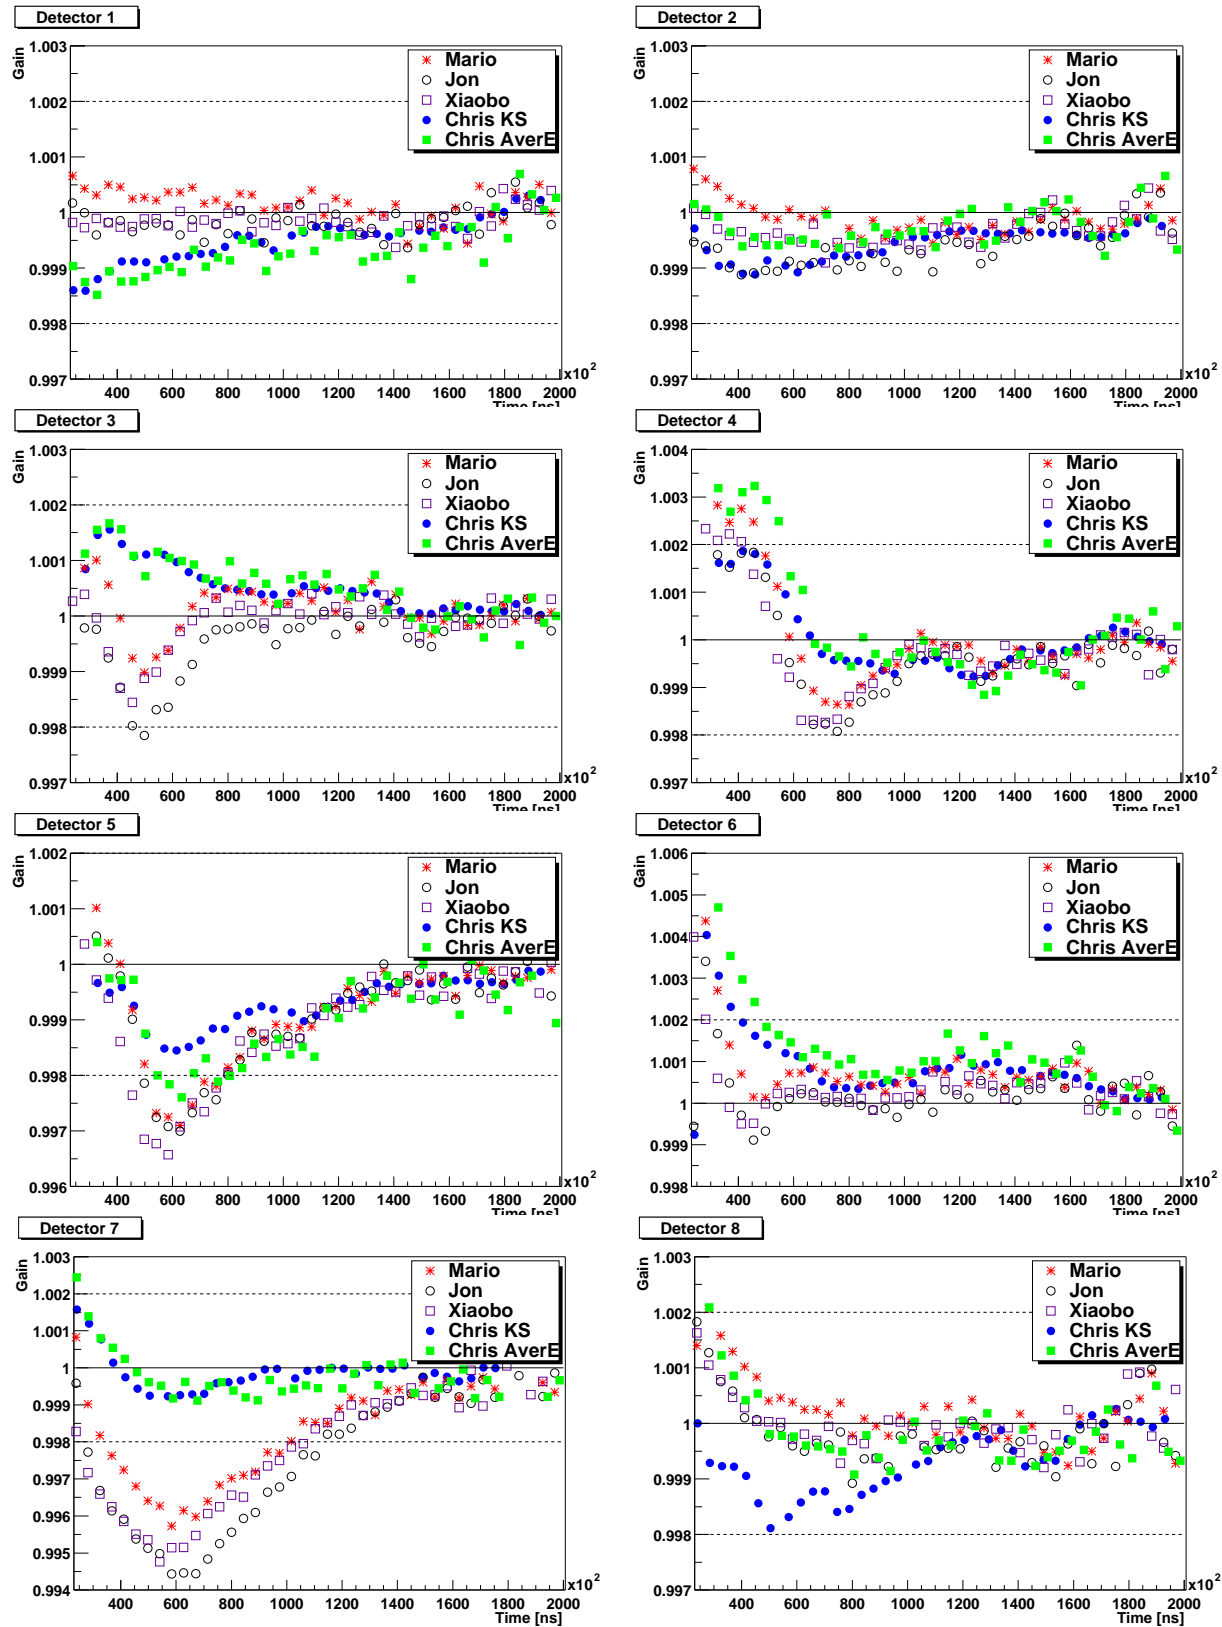 Detector 1
Gain
1.003
1.002
1.001
1
0.999
0.998
0.997
Mario
Jon
Xiaobo
Chris KS
Chris AverE
400 600 800 1000 1200 1400 1600 1800 2000
x10²
Time [ns]
Detector 2
Gain
1.003
1.002
1.001
1
0.999
0.998
0.997
Mario
Jon
Xiaobo
Chris KS
Chris AverE
400 600 800 1000 1200 1400 1600 1800 2000
x10²
Time [ns]
Detector 3
Gain
1.003
1.002
1.001
1
0.999
0.998
0.997
Mario
Jon
Xiaobo
Chris KS
Chris AverE
400 600 800 1000 1200 1400 1600 1800 2000
x10²
Time [ns]
Detector 4
Gain
1.004
1.003
1.002
1.001
1
0.999
0.998
0.997
Mario
Jon
Xiaobo
Chris KS
Chris AverE
400 600 800 1000 1200 1400 1600 1800 2000
x10²
Time [ns]
Detector 5
Gain
1.002
1.001
1
0.999
0.998
0.997
0.996
Mario
Jon
Xiaobo
Chris KS
Chris AverE
400 600 800 1000 1200 1400 1600 1800 2000
x10²
Time [ns]
Detector 6
Gain
1.006
1.005
1.004
1.003
1.002
1.001
1
0.999
0.998
Mario
Jon
Xiaobo
Chris KS
Chris AverE
400 600 800 1000 1200 1400 1600 1800 2000
x10²
Time [ns]
Detector 7
Gain
1.003
1.002
1.001
1
0.999
0.998
0.997
0.996
0.995
0.994
Mario
Jon
Xiaobo
Chris KS
Chris AverE
400 600 800 1000 1200 1400 1600 1800 2000
x10²
Time [ns]
Detector 8
Gain
1.003
1.002
1.001
1
0.999
0.998
0.997
Mario
Jon
Xiaobo
Chris KS
Chris AverE
400 600 800 1000 1200 1400 1600 1800 2000
x10²
Time [ns]